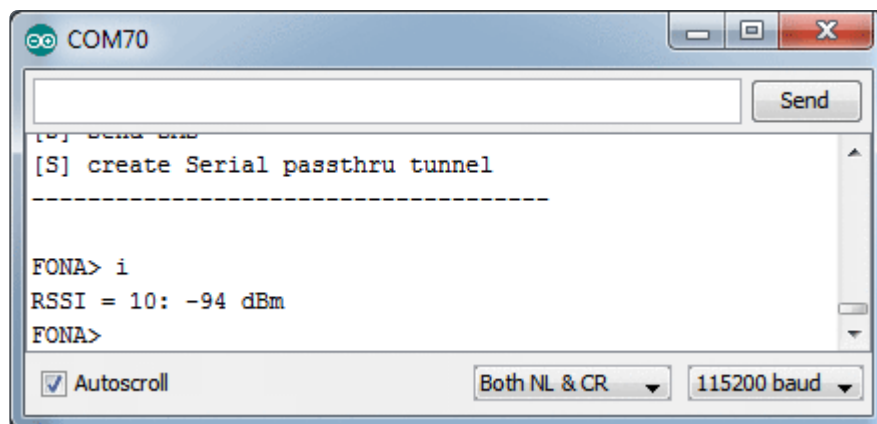 COM70
Send
[S] create Serial passthru tunnel
-------------------------------------
FONA> i
RSSI = 10: -94 dBm
FONA>
Autoscroll
Both NL & CR
115200 baud